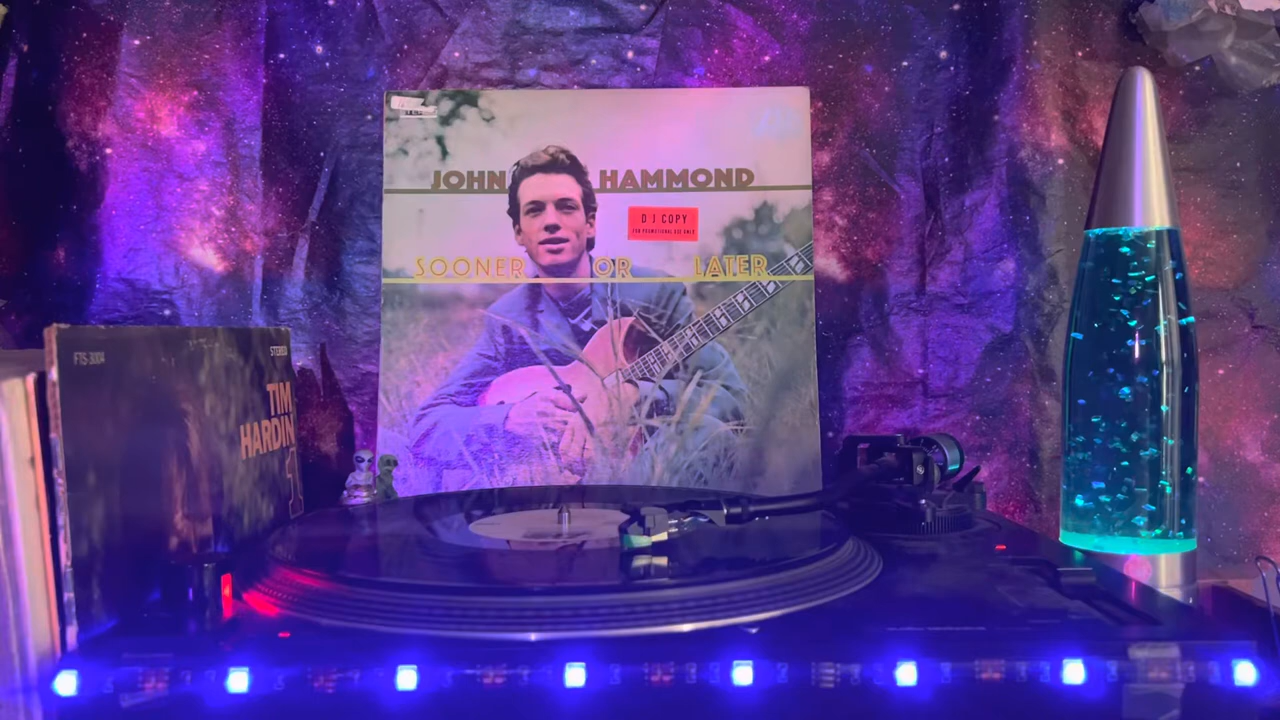 JOHN HAMMOND
D J COPY
FOR PROMOTIONAL USE ONLY
SOONER OR LATER
FTS-3004
STEREO
TIM
HARDIN
1